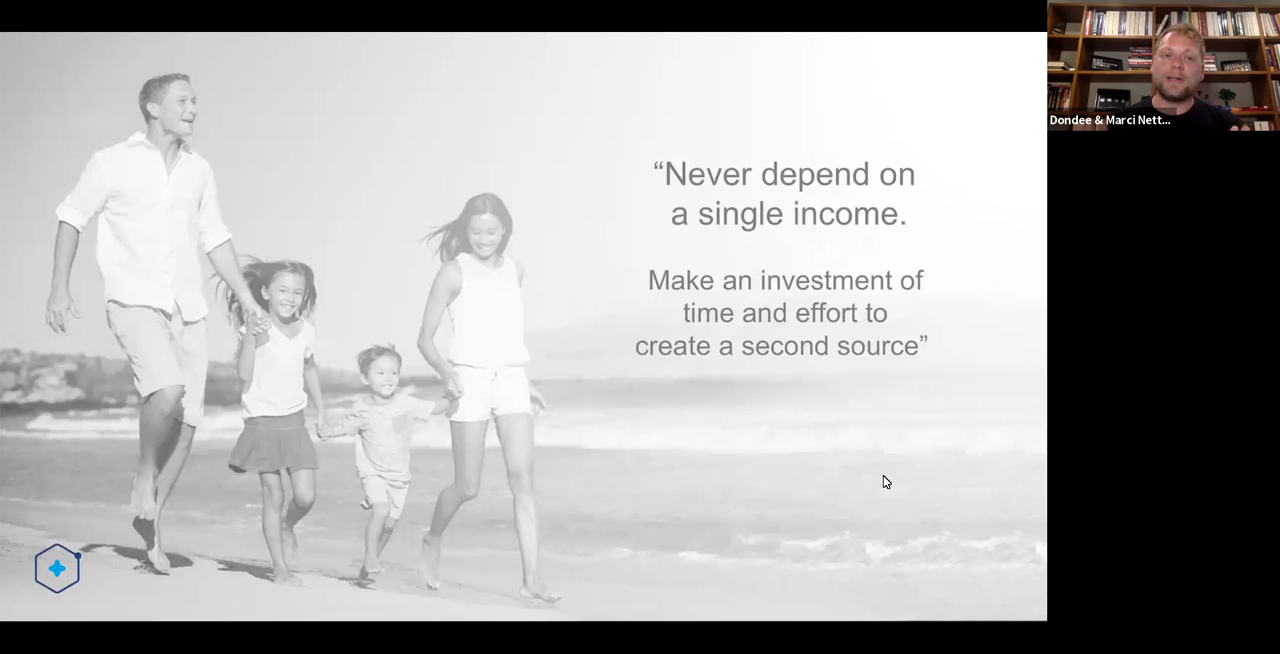 “Never depend on
a single income.
Make an investment of
time and effort to
create a second source”
Dondee & Marci Nett...